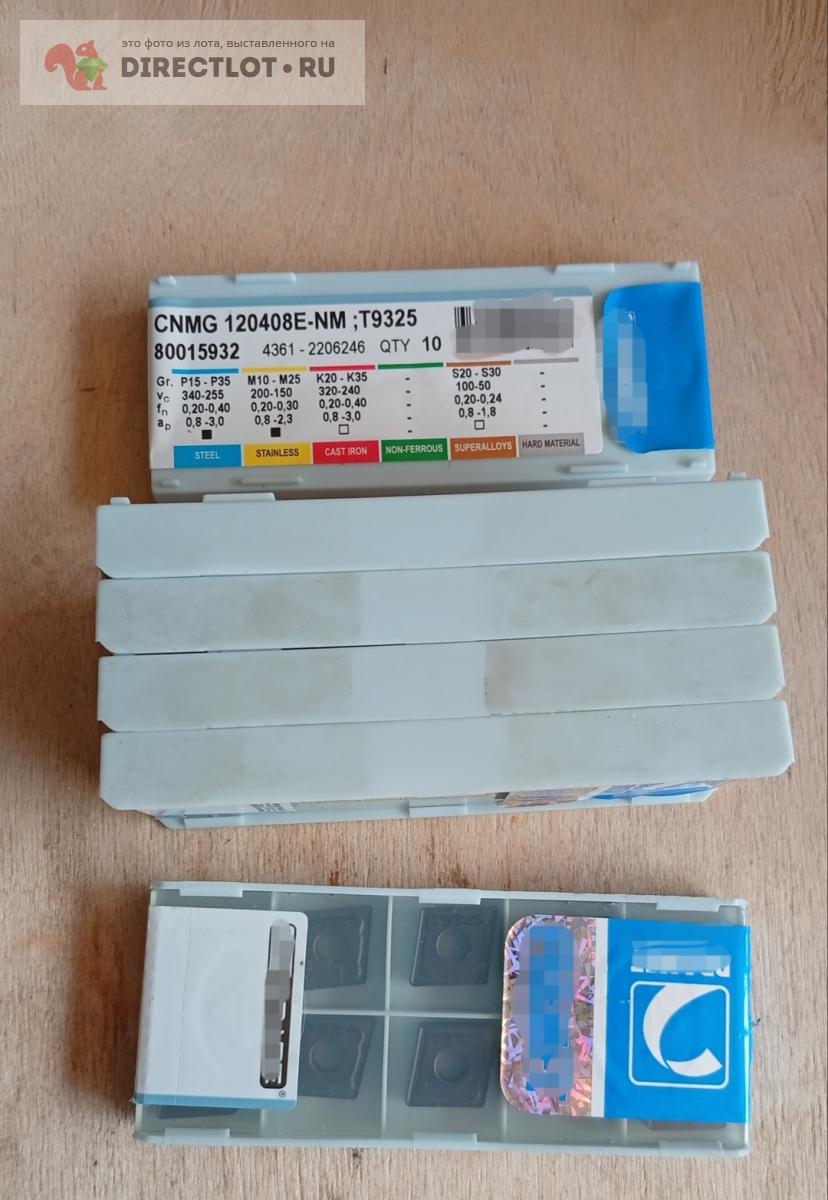 это фото из лота, выставленного на
DIRECTLOT•RU
CNMG 120408E-NM ;T9325
80015932 4361 - 2206246 QTY 10
Gr. P15 - P35 M10 - M25 K20 - K35 - S20 - S30 -
vc 340-255 200-150 320-240 - 100-50 -
fn 0,20-0,40 0,20-0,30 0,20-0,40 - 0,20-0,24 -
ap 0,8 -3,0 0,8 -2,3 0,8 -3,0 - 0,8 -1,8 -
STEEL STAINLESS CAST IRON NON-FERROUS SUPERALLOYS HARD MATERIAL
T9325 T9325
T9325 T9325
®